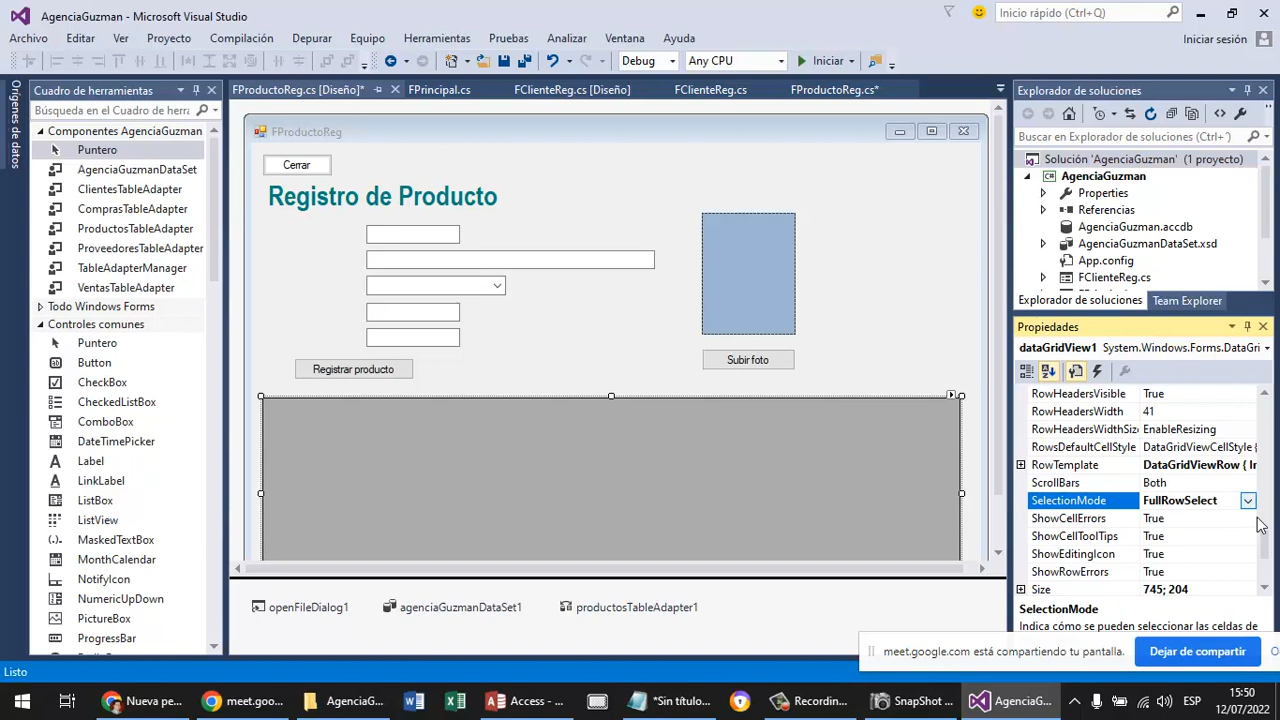 AgenciaGuzman - Microsoft Visual Studio
Inicio rápido (Ctrl+Q)
Archivo Editar Ver Proyecto Compilación Depurar Equipo Herramientas Pruebas Analizar Ventana Ayuda
Iniciar sesión
Debug Any CPU Iniciar
Orígenes de datos
Cuadro de herramientas
Búsqueda en el Cuadro de herra
Componentes AgenciaGuzman
Puntero
AgenciaGuzmanDataSet
ClientesTableAdapter
ComprasTableAdapter
ProductosTableAdapter
ProveedoresTableAdapter
TableAdapterManager
VentasTableAdapter
Todo Windows Forms
Controles comunes
Puntero
Button
CheckBox
CheckedListBox
ComboBox
DateTimePicker
Label
LinkLabel
ListBox
ListView
MaskedTextBox
MonthCalendar
NotifyIcon
NumericUpDown
PictureBox
ProgressBar
FProductoReg.cs [Diseño]* FPrincipal.cs FClienteReg.cs [Diseño] FClienteReg.cs FProductoReg.cs*
FProductoReg
Cerrar
Registro de Producto
Subir foto
Registrar producto
openFileDialog1 agenciaGuzmanDataSet1 productosTableAdapter1
Explorador de soluciones
Buscar en Explorador de soluciones (Ctrl+')
Solución 'AgenciaGuzman' (1 proyecto)
AgenciaGuzman
Properties
Referencias
AgenciaGuzman.accdb
AgenciaGuzmanDataSet.xsd
App.config
FClienteReg.cs
Explorador de soluciones Team Explorer
Propiedades
dataGridView1 System.Windows.Forms.DataGri
RowHeadersVisible True
RowHeadersWidth 41
RowHeadersWidthSize EnableResizing
RowsDefaultCellStyle DataGridViewCellStyle {
RowTemplate DataGridViewRow { In
ScrollBars Both
SelectionMode FullRowSelect
ShowCellErrors True
ShowCellToolTips True
ShowEditingIcon True
ShowRowErrors True
Size 745; 204
SelectionMode
Indica cómo se pueden seleccionar las celdas de
meet.google.com está compartiendo tu pantalla. Dejar de compartir
Listo
Nueva pe... meet.goo... AgenciaG... Access - ... *Sin título... Recordin... SnapShot ... AgenciaG... ESP
15:50
12/07/2022